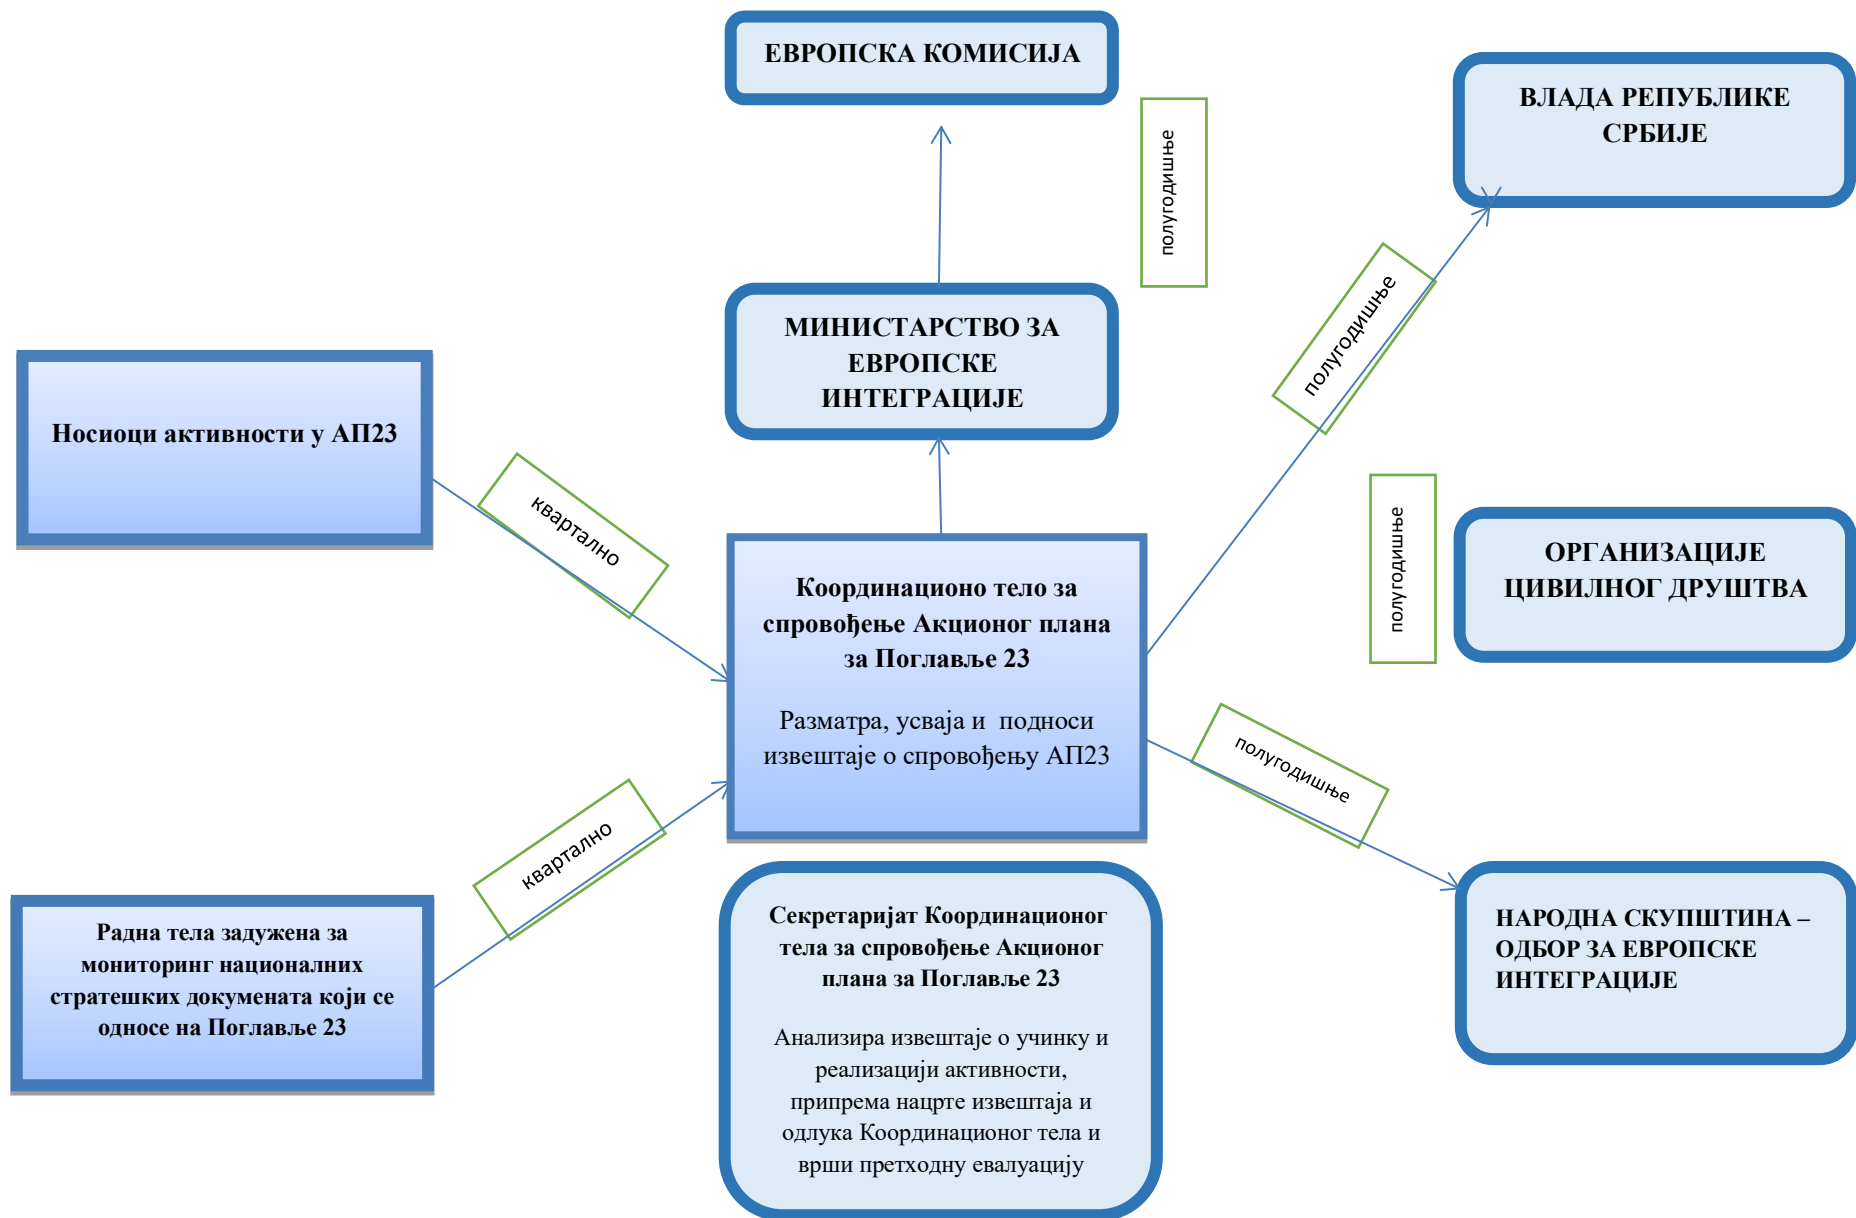 ЕВРОПСКА КОМИСИЈА
ВЛАДА РЕПУБЛИКЕ
СРБИЈЕ
полугодишње
полугодишње
МИНИСТАРСТВО ЗА
ЕВРОПСКЕ
ИНТЕГРАЦИЈЕ
Носиоци активности у АП23
квартално
полугодишње
ОРГАНИЗАЦИЈЕ
ЦИВИЛНОГ ДРУШТВА
Координационо тело за
спровођење Акционог плана
за Поглавље 23
Разматра, усваја и  подноси
извештаје о спровођењу АП23
полугодишње
квартално
Радна тела задужена за
мониторинг националних
стратешких докумената који се
односе на Поглавље 23
Секретаријат Координационог
тела за спровођење Акционог
плана за Поглавље 23
Анализира извештаје о учинку и
реализацији активности,
припрема нацрте извештаја и
одлука Координационог тела и
врши претходну евалуацију
НАРОДНА СКУПШТИНА –
ОДБОР ЗА ЕВРОПСКЕ
ИНТЕГРАЦИЈЕ